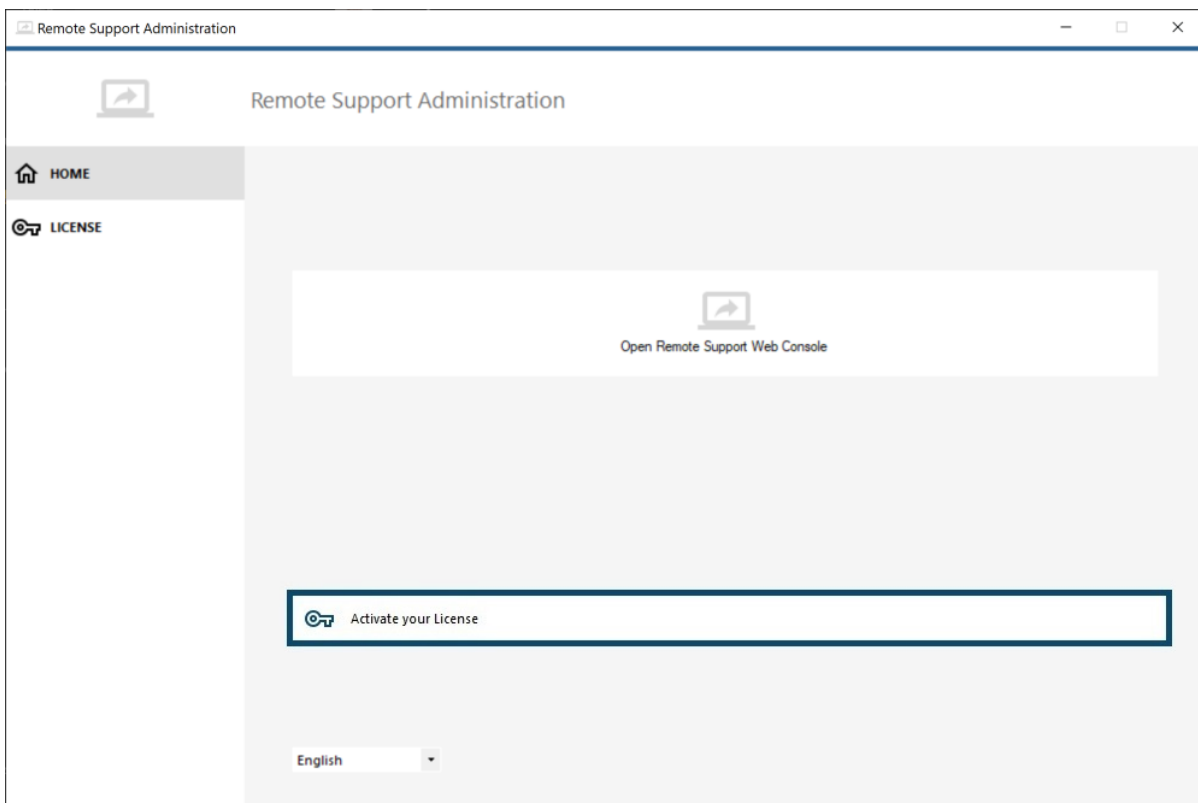 Remote Support Administration
Remote Support Administration
HOME
LICENSE
Open Remote Support Web Console
Activate your License
English